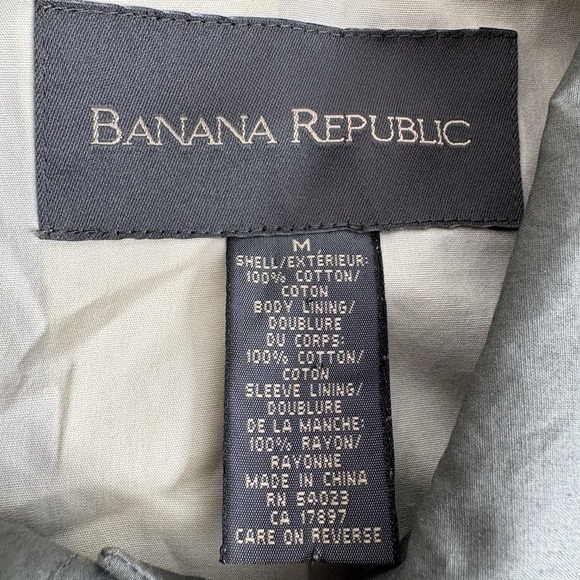 BANANA REPUBLIC
M
SHELL/EXTÉRIEUR:
100% COTTON/
COTON
BODY LINING/
DOUBLURE
DU CORPS:
100% COTTON/
COTON
SLEEVE LINING/
DOUBLURE
DE LA MANCHE:
100% RAYON/
RAYONNE
MADE IN CHINA
RN 54023
CA 17897
CARE ON REVERSE